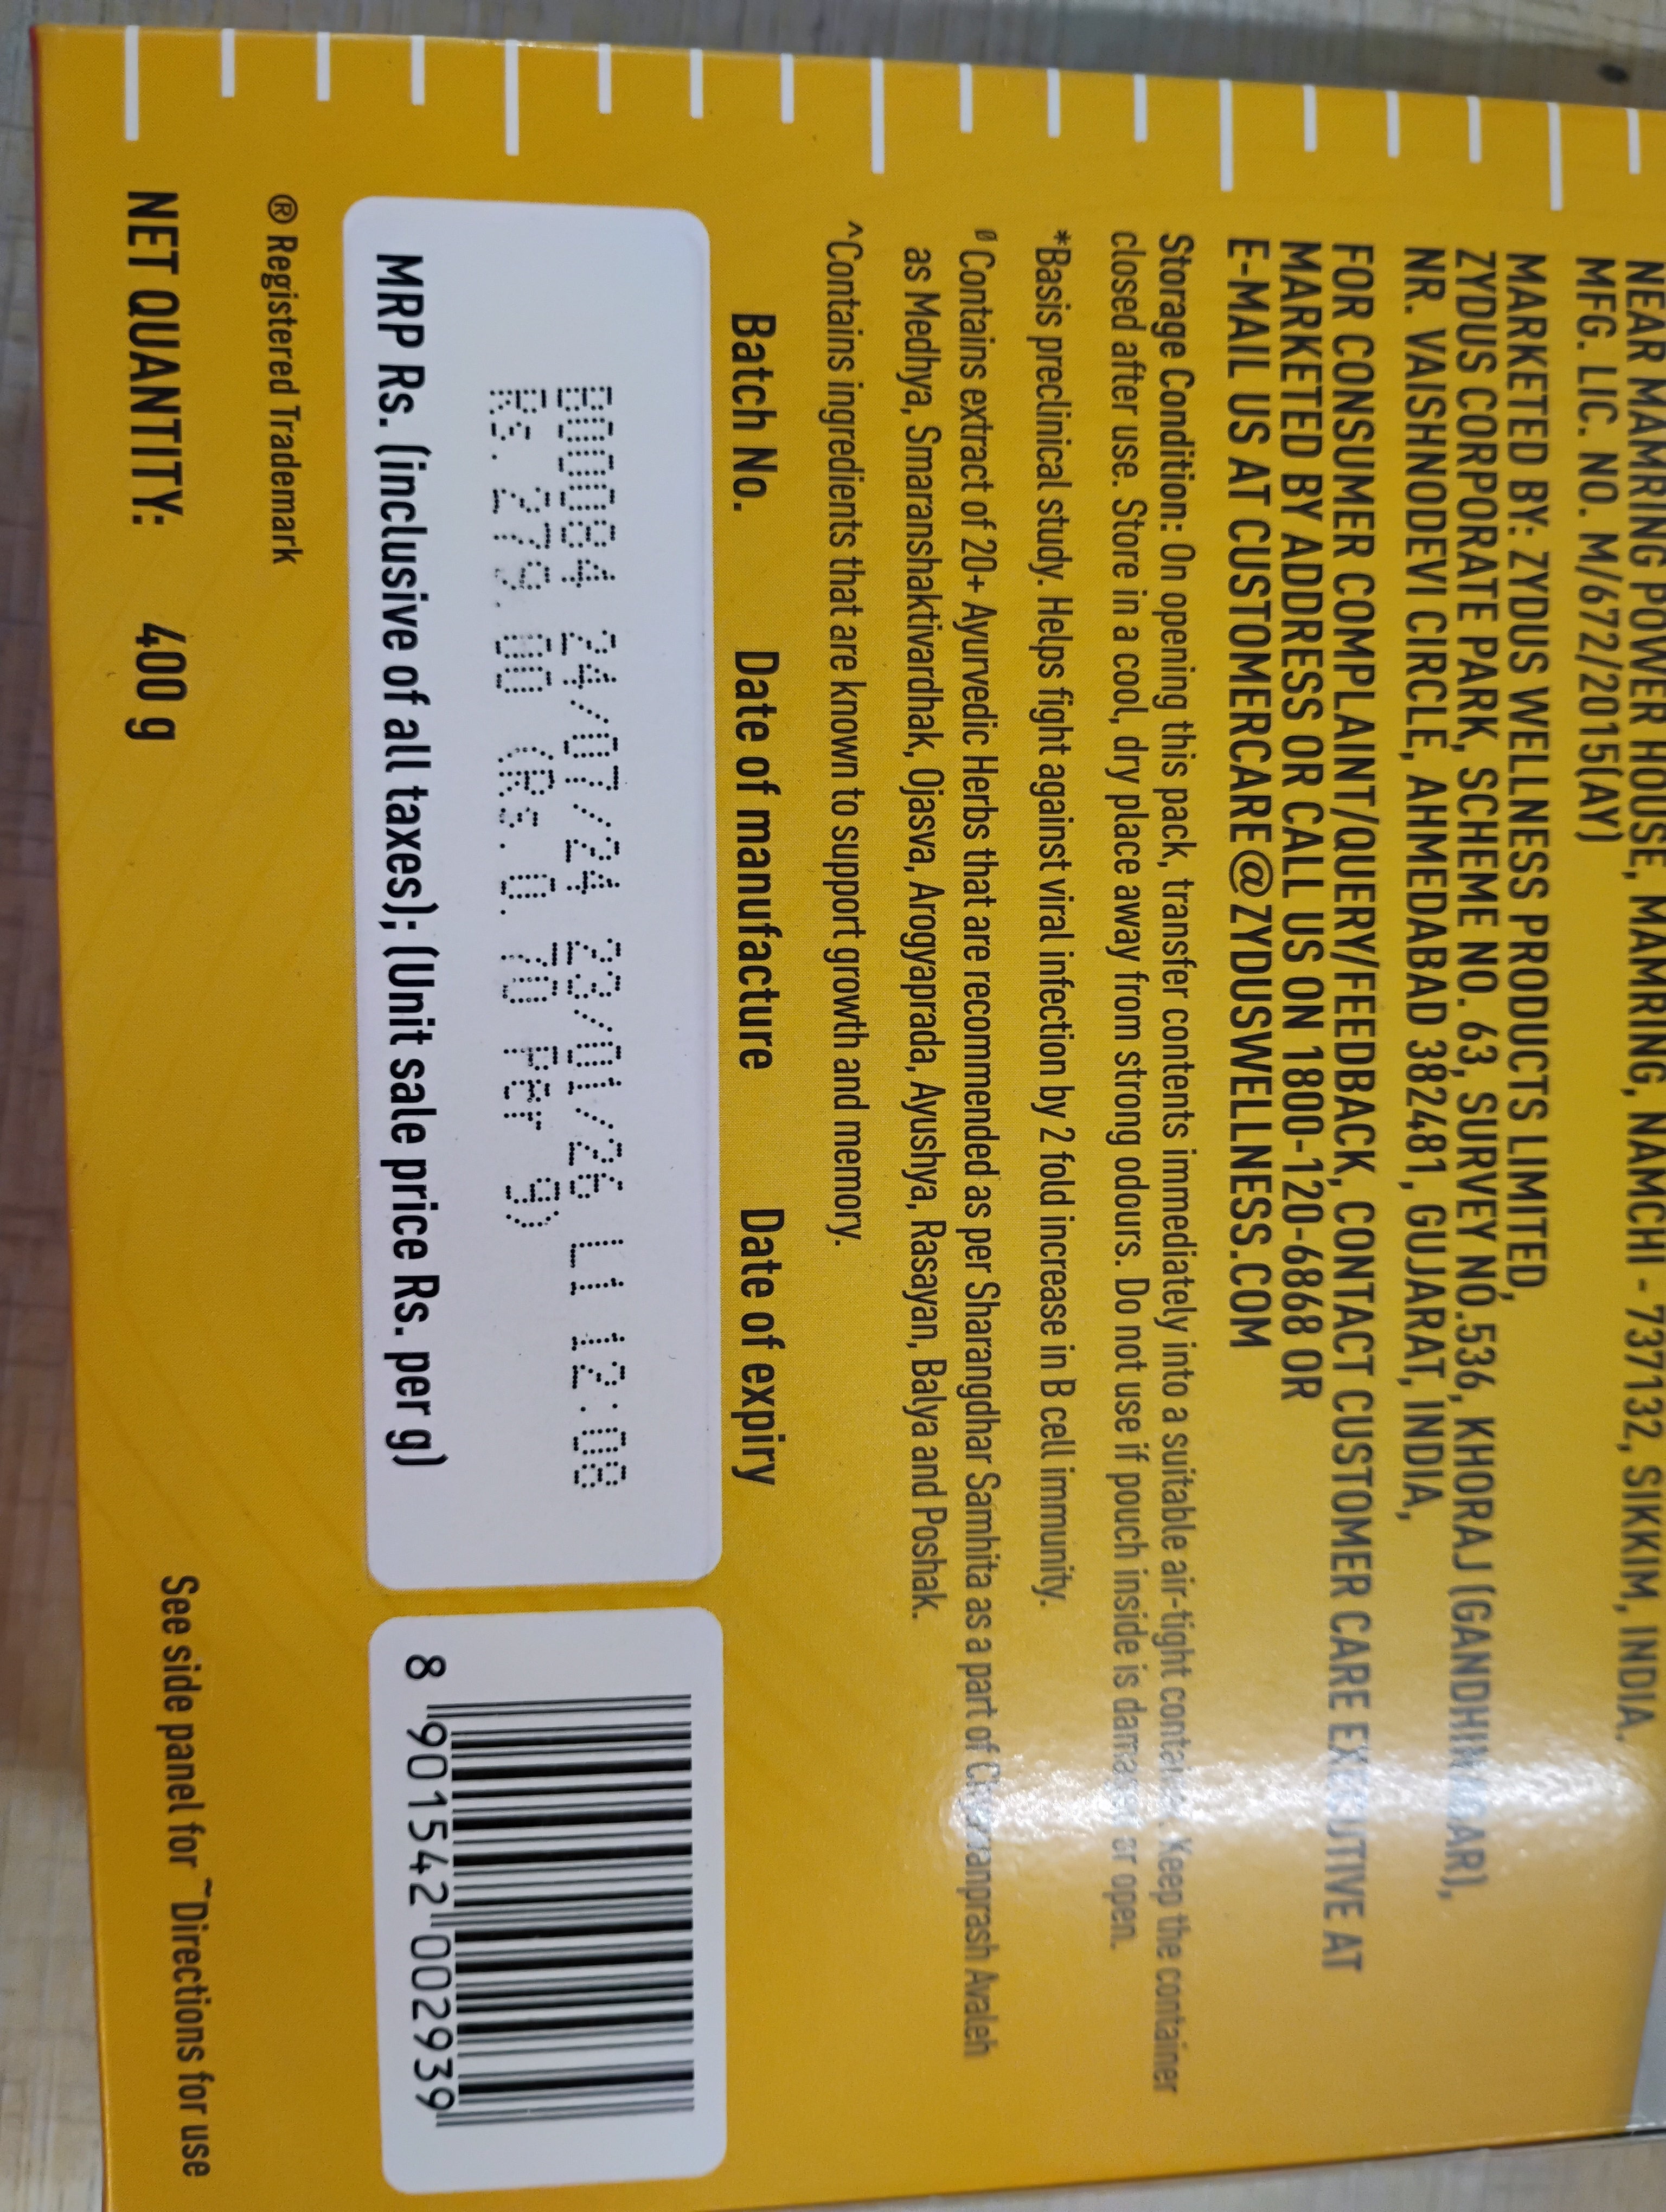 NEAR MAMRING POWER HOUSE, MAMRING, NAMCHI - 737132, SIKKIM, INDIA.
MFG. LIC. NO. M/672/2015(AY)
MARKETED BY: ZYDUS WELLNESS PRODUCTS LIMITED,
ZYDUS CORPORATE PARK, SCHEME NO. 63, SURVEY NO.536, KHORAJ (GANDHINAGAR),
NR. VAISHNODEVI CIRCLE, AHMEDABAD 382481, GUJARAT, INDIA,
FOR CONSUMER COMPLAINT/QUERY/FEEDBACK, CONTACT CUSTOMER CARE EXECUTIVE AT
MARKETED BY ADDRESS OR CALL US ON 1800-120-6868 OR
E-MAIL US AT CUSTOMERCARE@ZYDUSWELLNESS.COM
Storage Condition: On opening this pack, transfer contents immediately into a suitable air-tight container. Keep the container
closed after use. Store in a cool, dry place away from strong odours. Do not use if pouch inside is damaged or open.
*Basis preclinical study. Helps fight against viral infection by 2 fold increase in B cell immunity.
ø Contains extract of 20+ Ayurvedic Herbs that are recommended as per Sharangdhar Samhita as a part of Chyawanprash Avaleh
as Medhya, Smaranshaktivardhak, Ojasva, Arogyaprada, Ayushya, Rasayan, Balya and Poshak.
^Contains ingredients that are known to support growth and memory.
Batch No. Date of manufacture Date of expiry
B00084 24/07/24 23/01/26 L1 12:08
Rs. 279.00 (Rs. 0.70 Per g)
MRP Rs. (inclusive of all taxes); (Unit sale price Rs. per g)
8 901542 002939
® Registered Trademark
NET QUANTITY: 400 g
See side panel for ~Directions for use